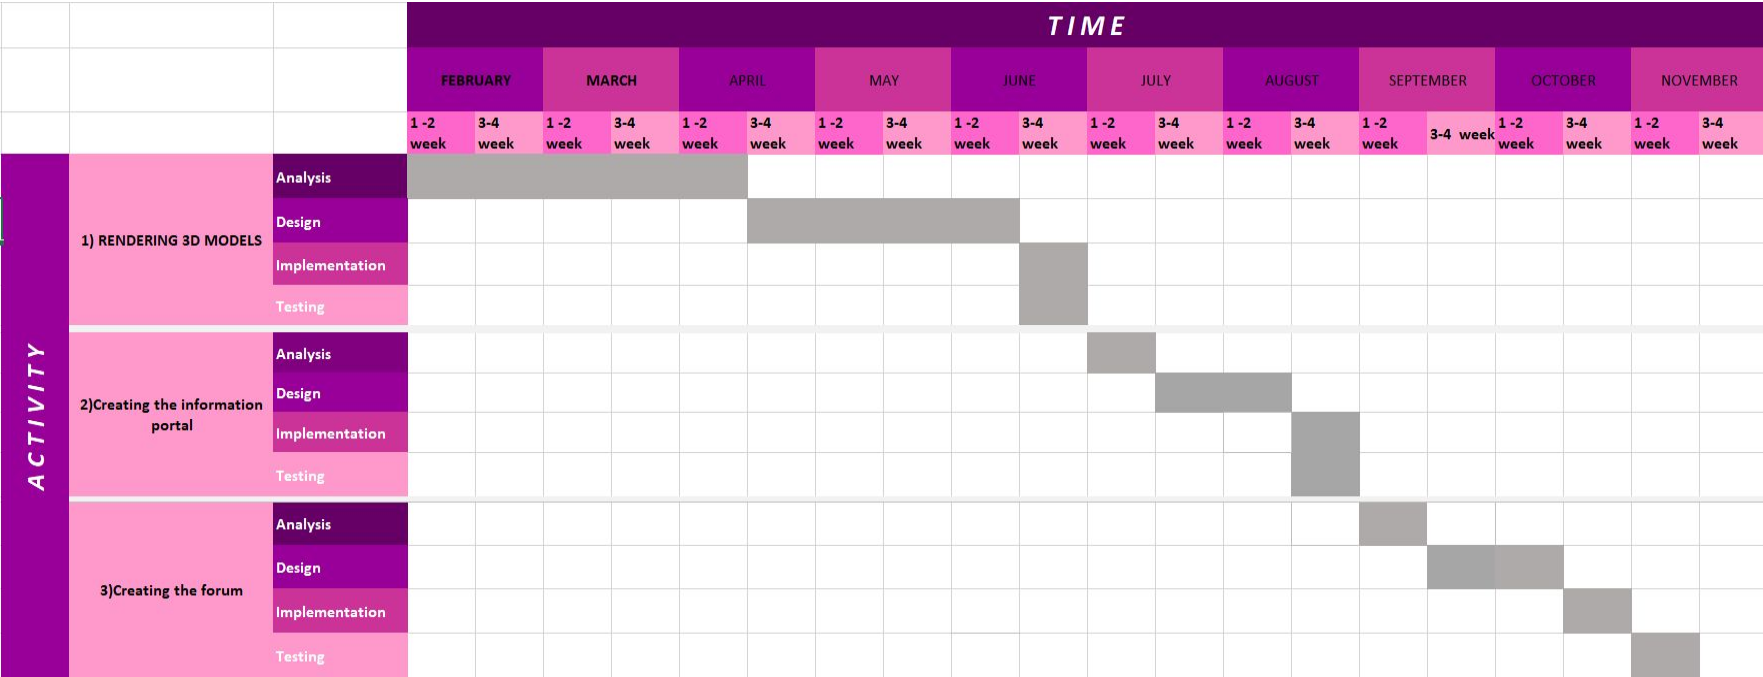 TIME
FEBRUARY MARCH APRIL MAY JUNE JULY AUGUST SEPTEMBER OCTOBER NOVEMBER
1 -2 week 3-4 week 1 -2 week 3-4 week 1 -2 week 3-4 week 1 -2 week 3-4 week 1 -2 week 3-4 week 1 -2 week 3-4 week 1 -2 week 3-4 week 1 -2 week 3-4 week 1 -2 week 3-4 week 1 -2 week 3-4 week
ACTIVITY
1) RENDERING 3D MODELS
Analysis
Design
Implementation
Testing
2)Creating the information
portal
Analysis
Design
Implementation
Testing
3)Creating the forum
Analysis
Design
Implementation
Testing